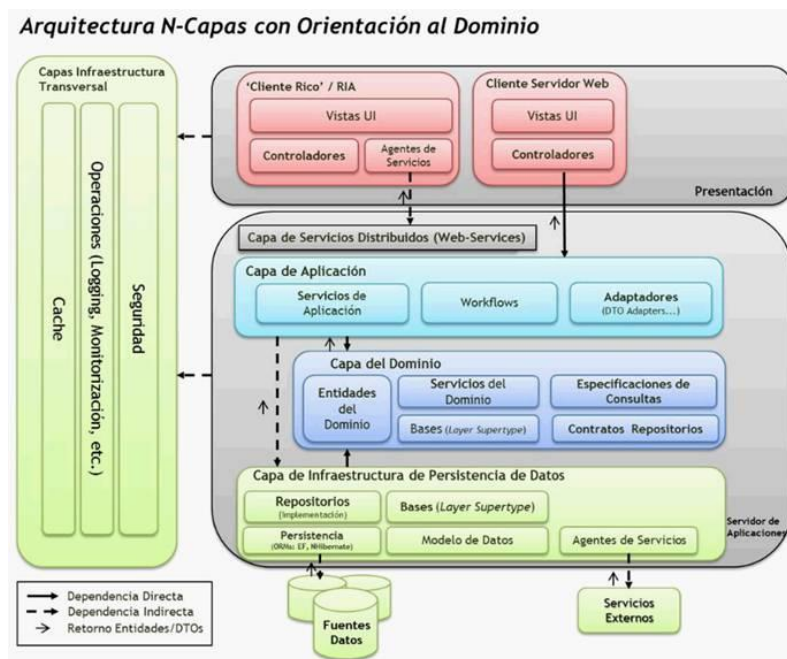 Arquitectura N-Capas con Orientación al Dominio
Capas Infraestructura
Transversal
Cache
Operaciones (Logging, Monitorización, etc.)
Seguridad
'Cliente Rico' / RIA
Vistas UI
Controladores
Agentes de
Servicios
Cliente Servidor Web
Vistas UI
Controladores
Presentación
Capa de Servicios Distribuidos (Web-Services)
Capa de Aplicación
Servicios de
Aplicación
Workflows
Adaptadores
(DTO Adapters...)
Capa del Dominio
Entidades
del
Dominio
Servicios del
Dominio
Especificaciones de
Consultas
Bases (Layer Supertype)
Contratos Repositorios
Capa de Infraestructura de Persistencia de Datos
Repositorios
(Implementación)
Bases (Layer Supertype)
Persistencia
(ORMs: EF, NHibernate)
Modelo de Datos
Agentes de Servicios
Servidor de
Aplicaciones
Dependencia Directa
Dependencia Indirecta
Retorno Entidades/DTOs
Fuentes
Datos
Servicios
Externos